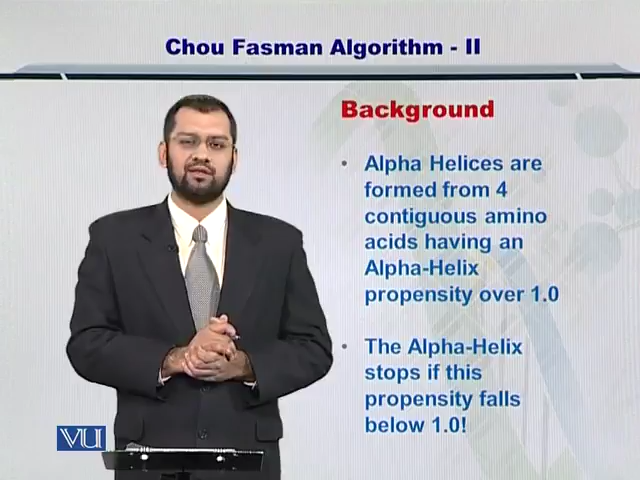 Chou Fasman Algorithm - II
Background
• Alpha Helices are
formed from 4
contiguous amino
acids having an
Alpha-Helix
propensity over 1.0
• The Alpha-Helix
stops if this
propensity falls
below 1.0!
VU